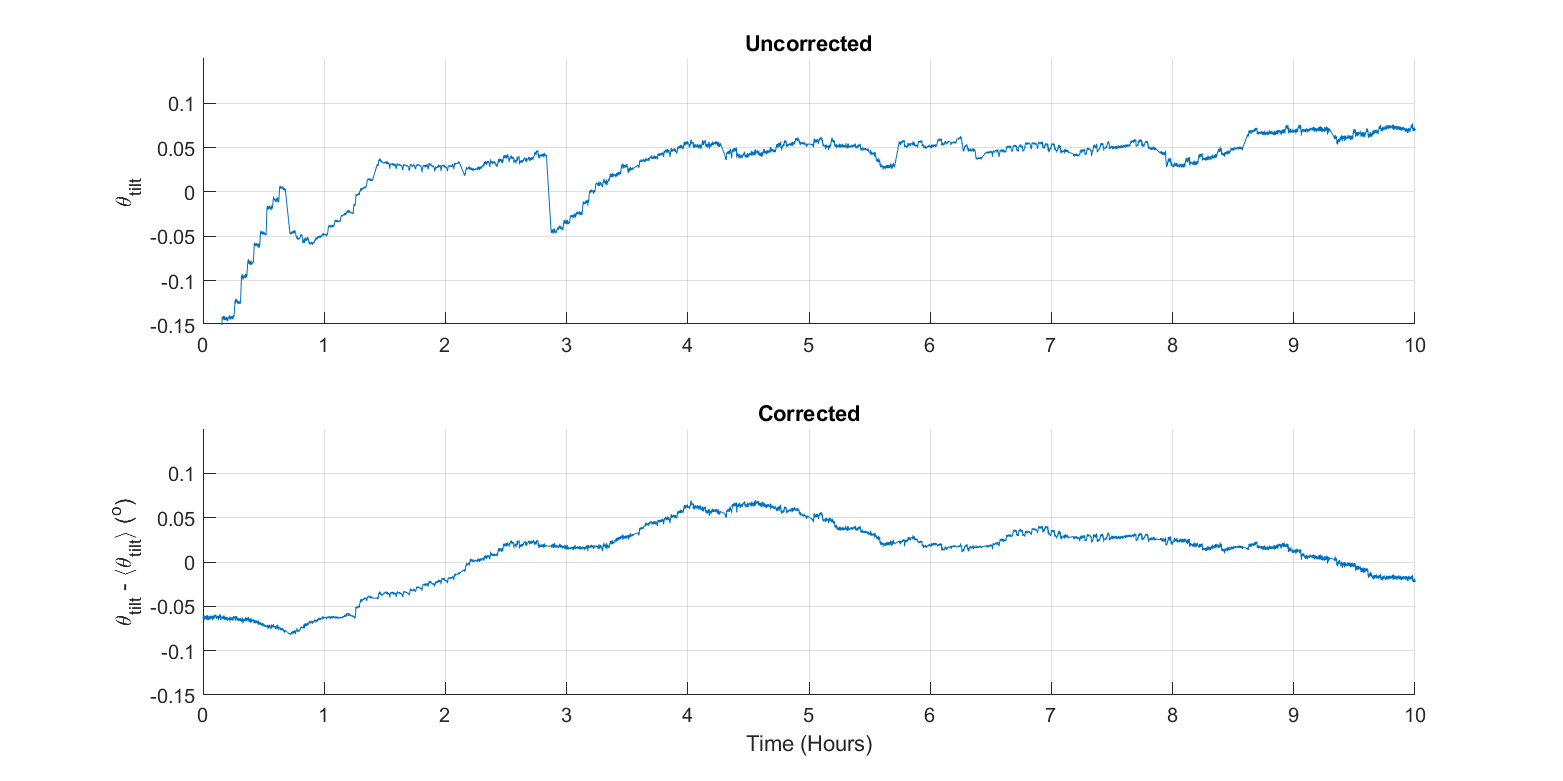 Uncorrected
θtilt
0.1
0.05
0
-0.05
-0.1
-0.15
0 1 2 3 4 5 6 7 8 9 10
Corrected
θtilt - ⟨θtilt⟩ (o)
0.1
0.05
0
-0.05
-0.1
-0.15
0 1 2 3 4 5 6 7 8 9 10
Time (Hours)